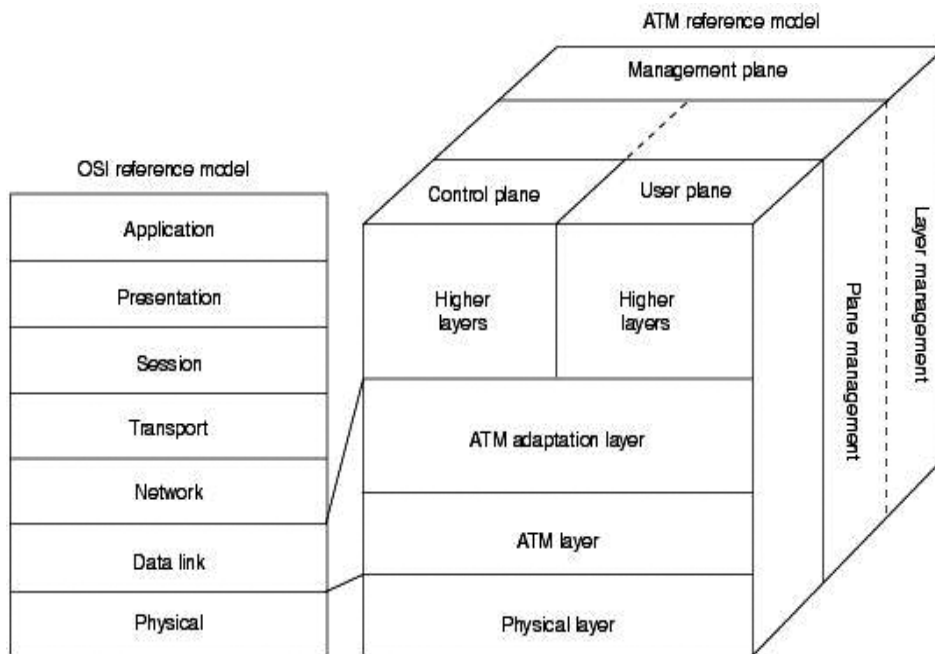 ATM reference model
Management plane
OSI reference model
Control plane
User plane
Application
Presentation
Session
Transport
Network
Data link
Physical
Higher
layers
Higher
layers
ATM adaptation layer
ATM layer
Physical layer
Plane management
Layer management